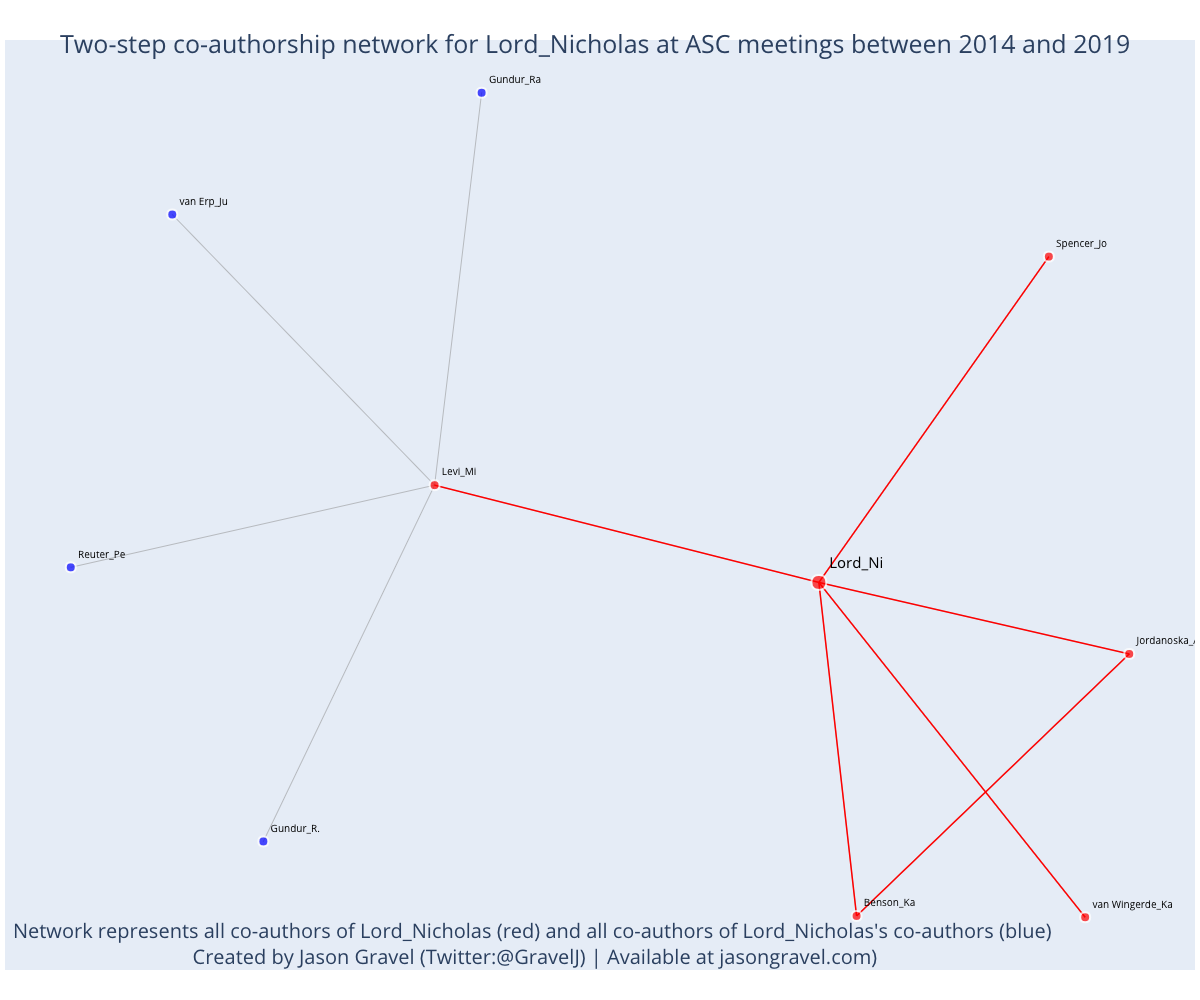 Two-step co-authorship network for Lord_Nicholas at ASC meetings between 2014 and 2019
Gundur_Ra
van Erp_Ju
Spencer_Jo
Levi_Mi
Reuter_Pe
Lord_Ni
Jordanoska_
Gundur_R.
Benson_Ka
van Wingerde_Ka
Network represents all co-authors of Lord_Nicholas (red) and all co-authors of Lord_Nicholas's co-authors (blue)
Created by Jason Gravel (Twitter:@GravelJ) | Available at jasongravel.com)